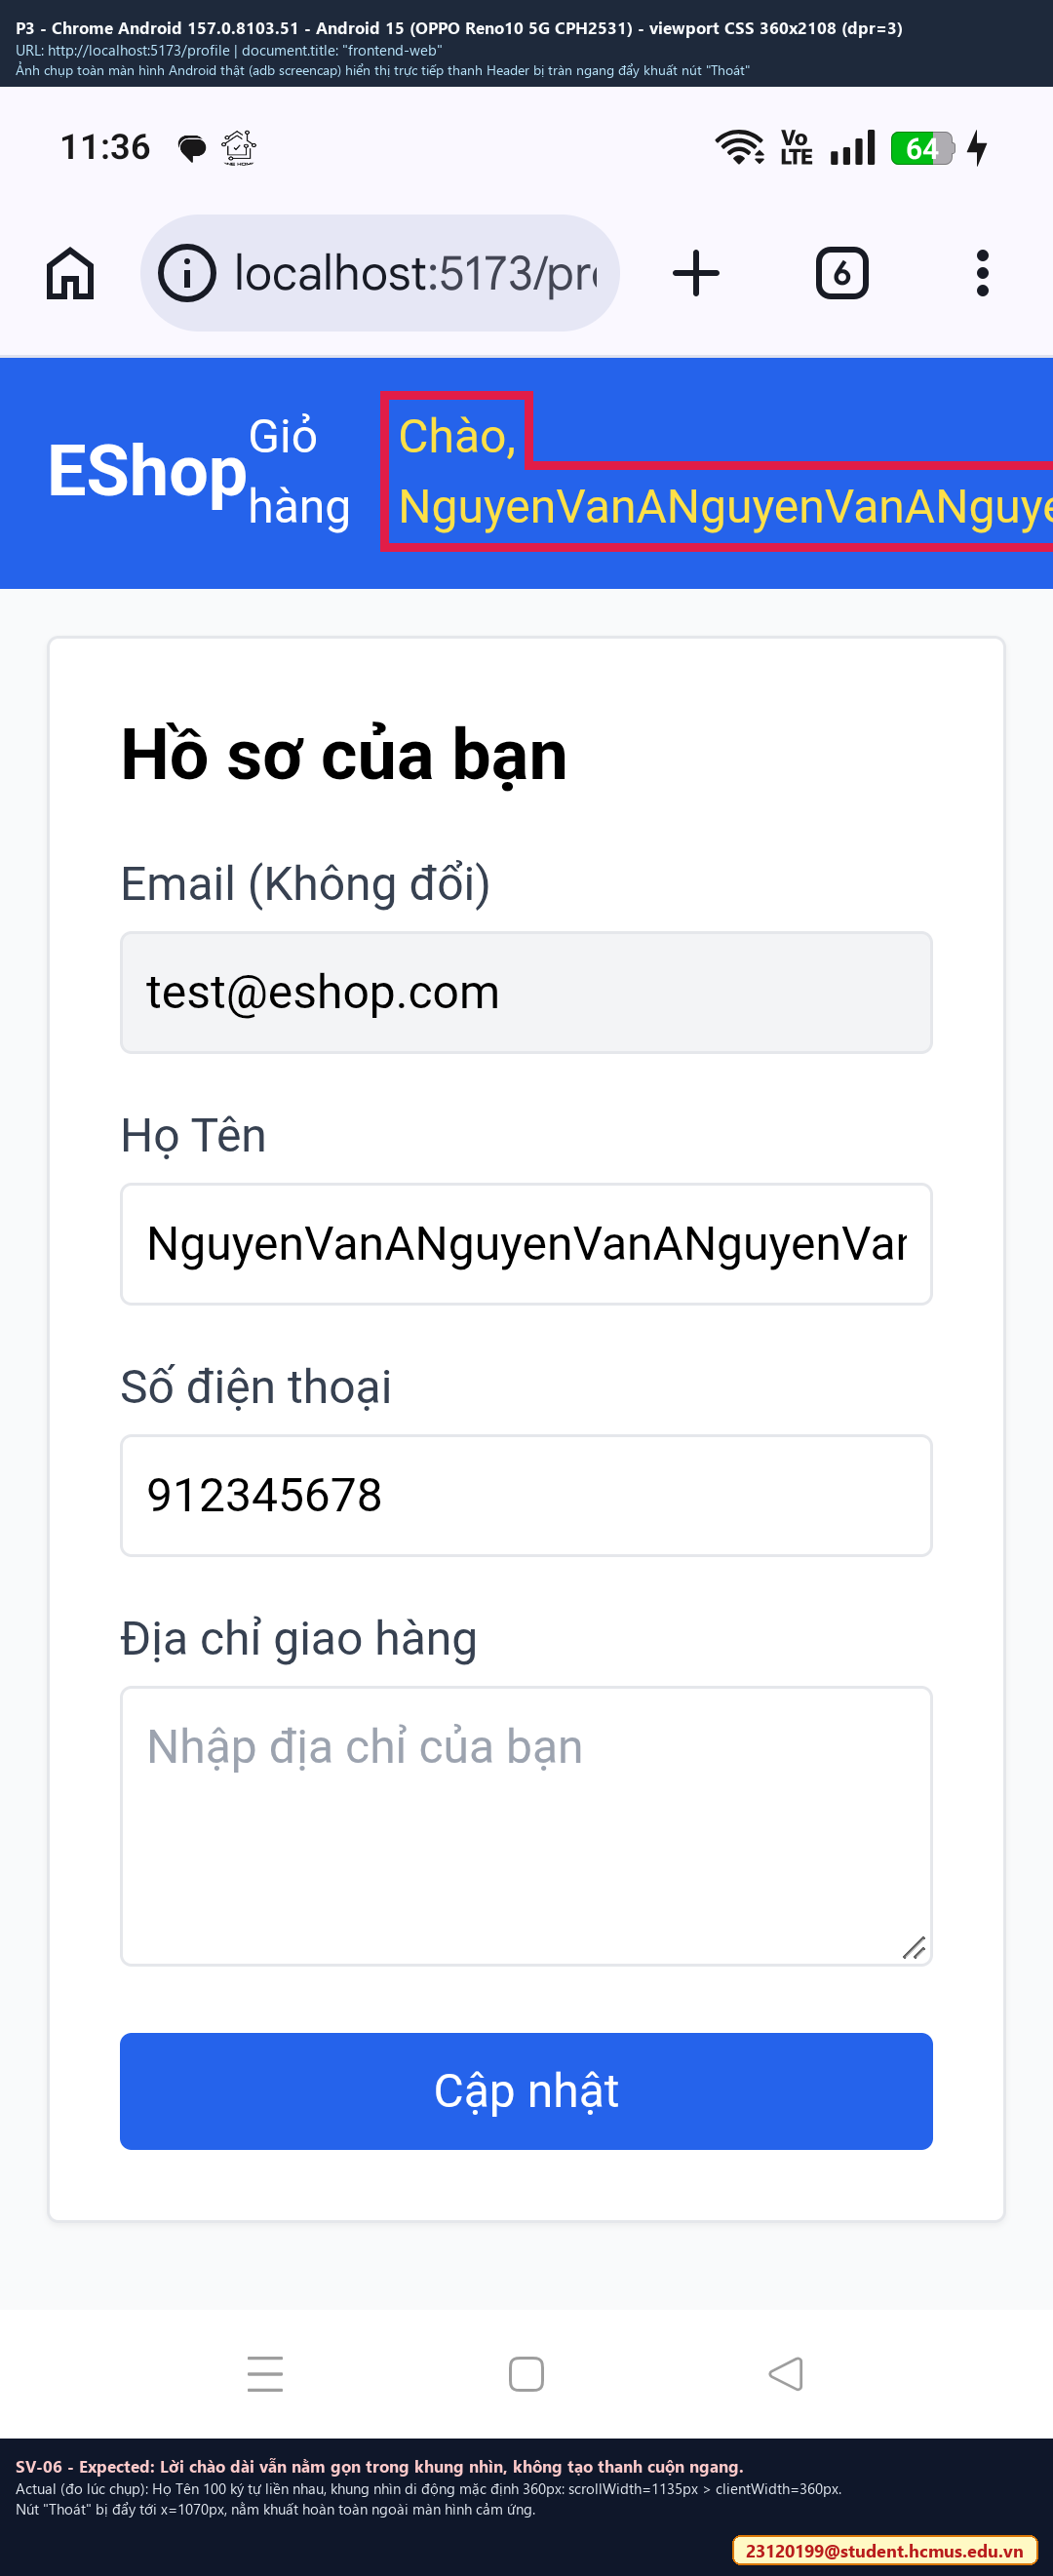 P3 - Chrome Android 157.0.8103.51 - Android 15 (OPPO Reno10 5G CPH2531) - viewport CSS 360x2108 (dpr=3)
URL: http://localhost:5173/profile | document.title: "frontend-web"
Ảnh chụp toàn màn hình Android thật (adb screencap) hiển thị trực tiếp thanh Header bị tràn ngang đẩy khuất nút "Thoát"
11:36
Vo LTE
64
localhost:5173/pro
6
EShop
Giỏ hàng
Chào,
NguyenVanANguyenVanANguye
Hồ sơ của bạn
Email (Không đổi)
test@eshop.com
Họ Tên
NguyenVanANguyenVanANguyenVan
Số điện thoại
912345678
Địa chỉ giao hàng
Nhập địa chỉ của bạn
Cập nhật
SV-06 - Expected: Lời chào dài vẫn nằm gọn trong khung nhìn, không tạo thanh cuộn ngang.
Actual (đo lúc chụp): Họ Tên 100 ký tự liền nhau, khung nhìn di động mặc định 360px: scrollWidth=1135px > clientWidth=360px.
Nút "Thoát" bị đẩy tới x=1070px, nằm khuất hoàn toàn ngoài màn hình cảm ứng.
23120199@student.hcmus.edu.vn